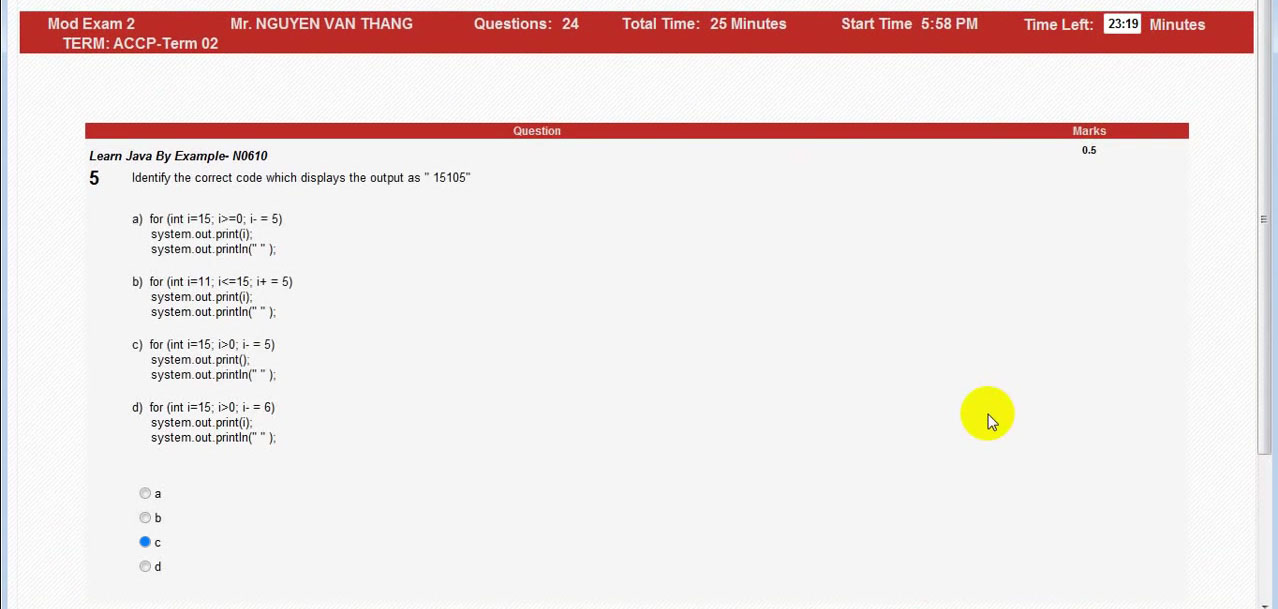 Mod Exam 2 Mr. NGUYEN VAN THANG Questions: 24 Total Time: 25 Minutes Start Time 5:58 PM Time Left: 23:19 Minutes
TERM: ACCP-Term 02
Question Marks
Learn Java By Example- N0610 0.5
5 Identify the correct code which displays the output as " 15105"
a) for (int i=15; i>=0; i- = 5)
system.out.print(i);
system.out.println(" " );
b) for (int i=11; i<=15; i+ = 5)
system.out.print(i);
system.out.println(" " );
c) for (int i=15; i>0; i- = 5)
system.out.print();
system.out.println(" " );
d) for (int i=15; i>0; i- = 6)
system.out.print(i);
system.out.println(" " );
a
b
c
d